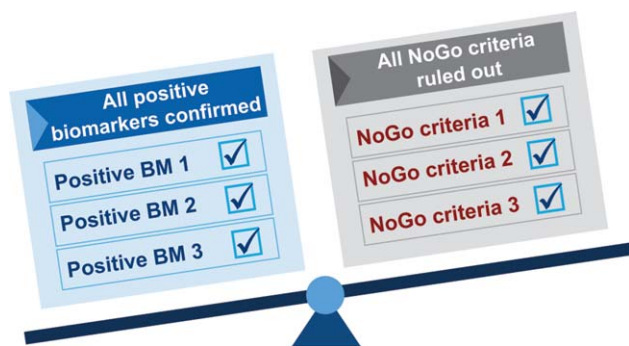 All positive
biomarkers confirmed
Positive BM 1
Positive BM 2
Positive BM 3
All NoGo criteria
ruled out
NoGo criteria 1
NoGo criteria 2
NoGo criteria 3